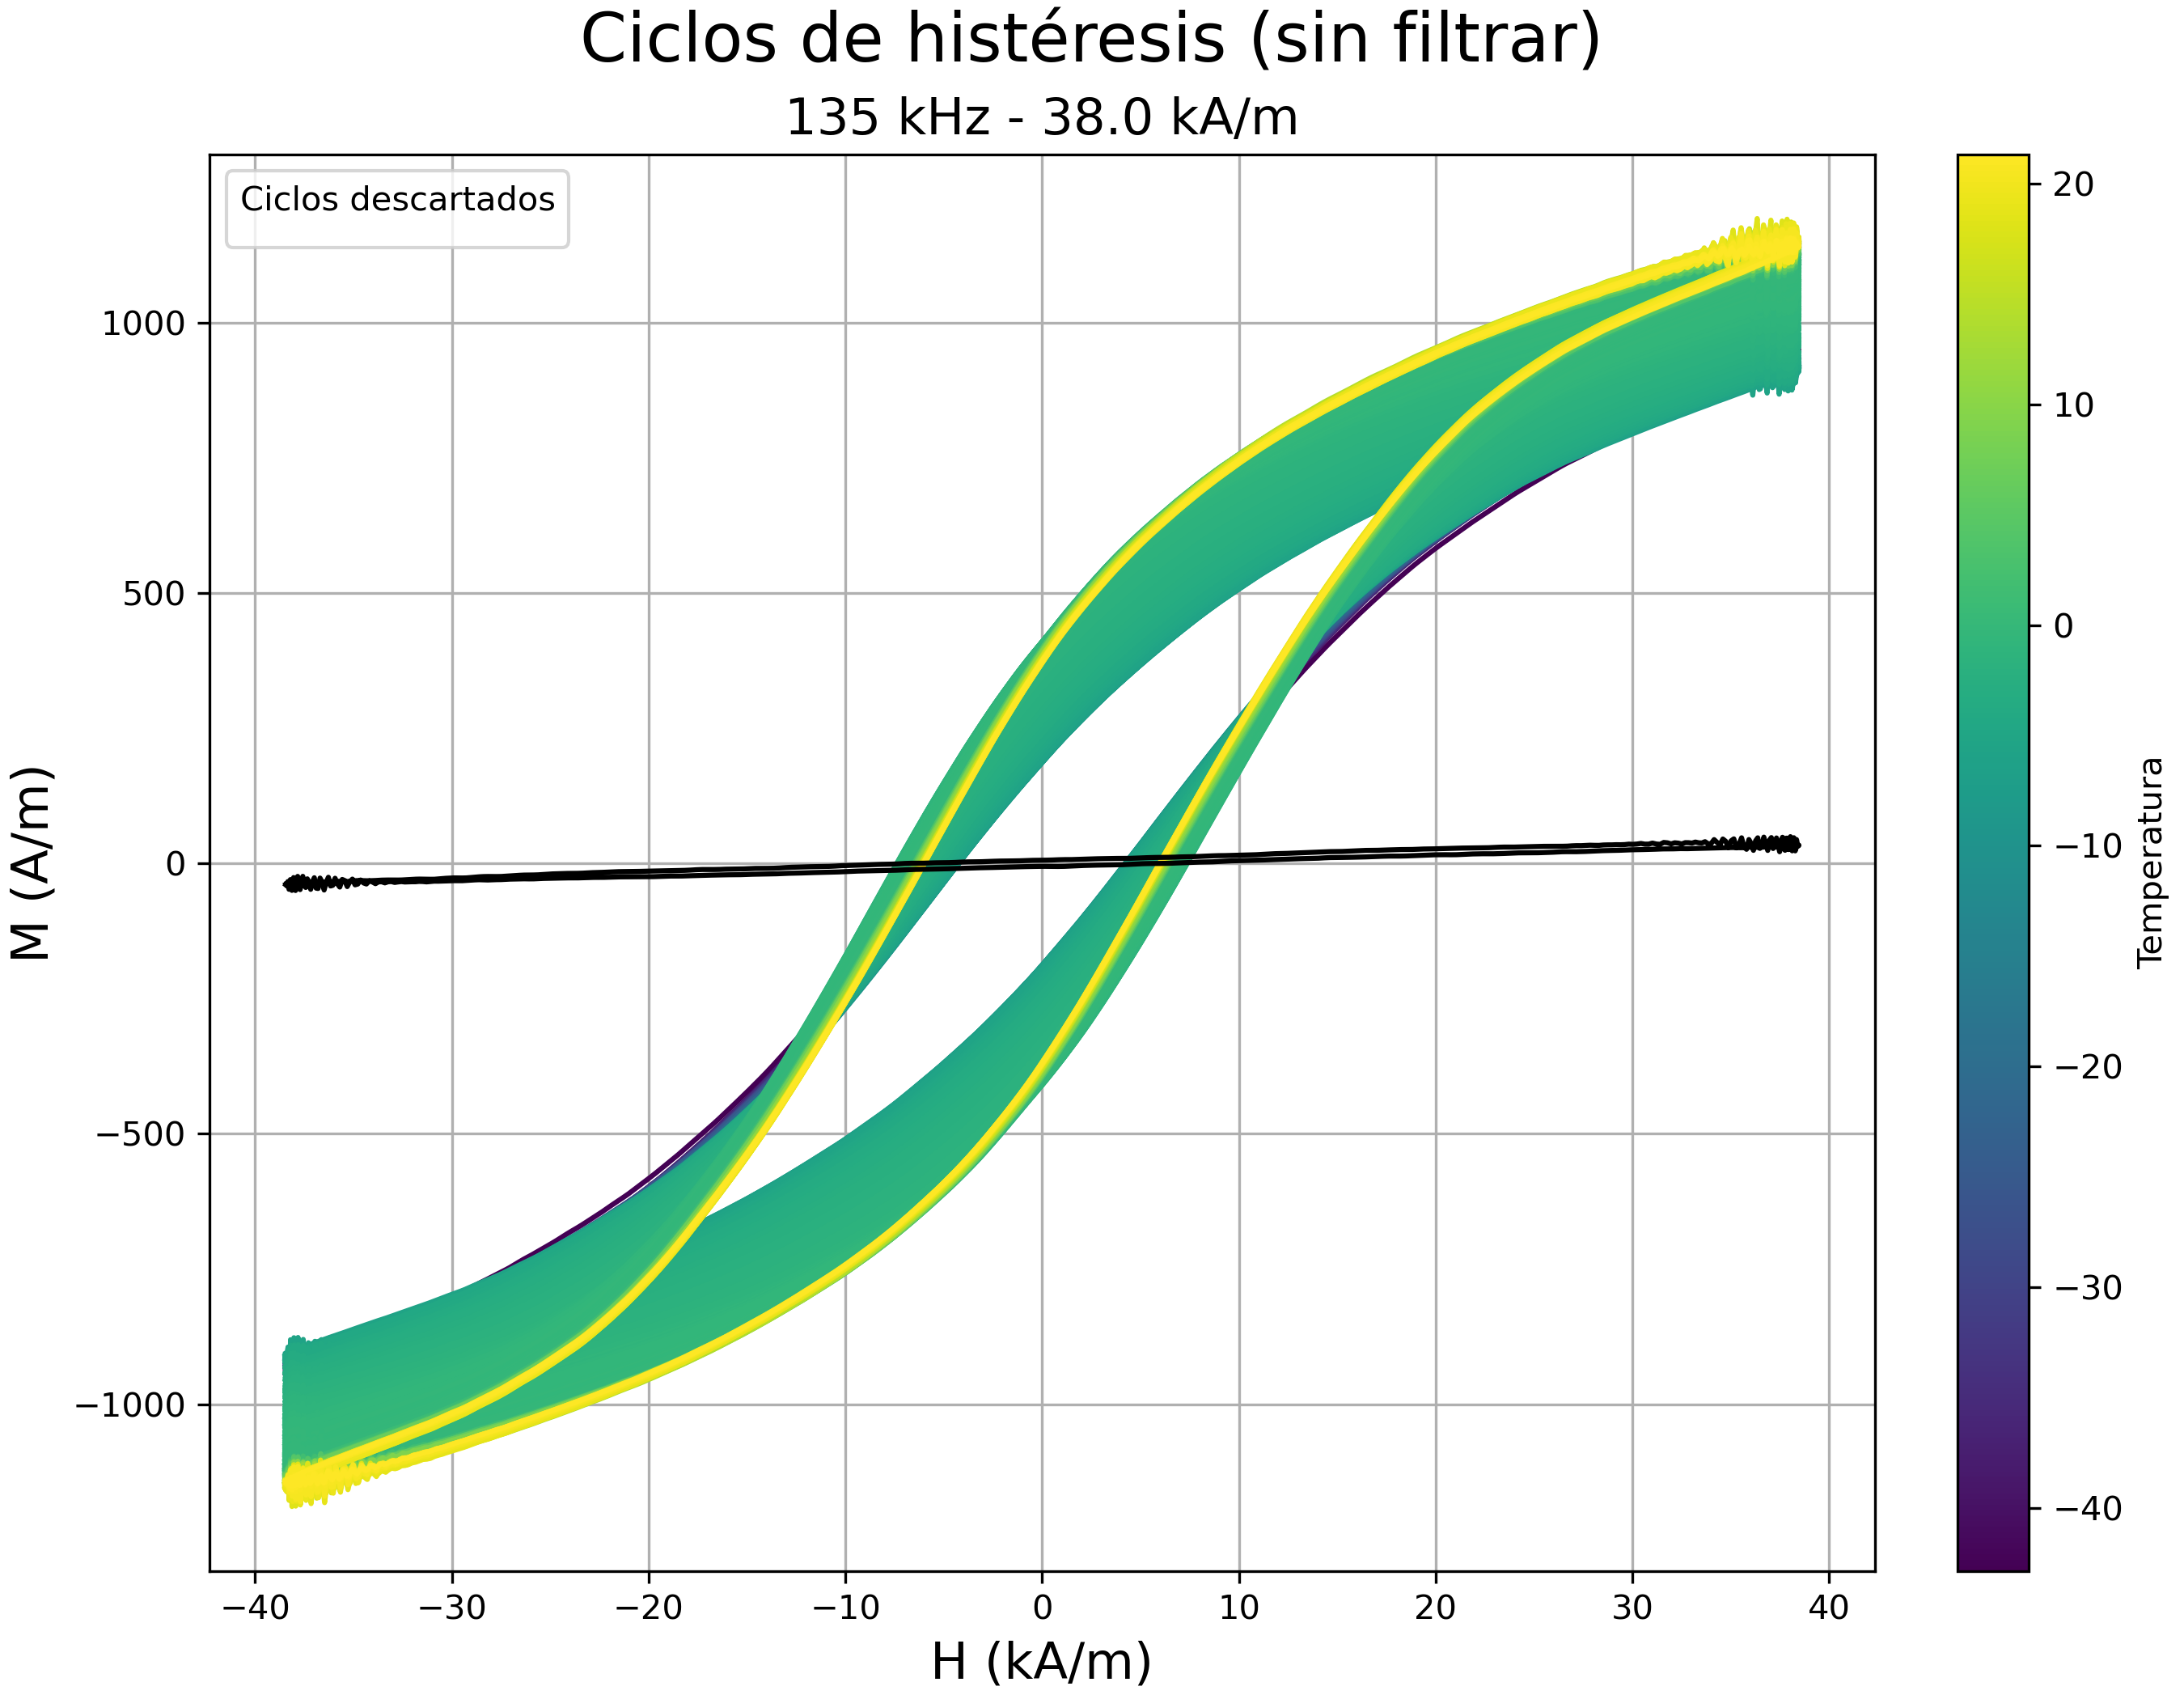 Ciclos de histéresis (sin filtrar)
135 kHz - 38.0 kA/m
Ciclos descartados
M (A/m)
1000
500
0
−500
−1000
−40 −30 −20 −10 0 10 20 30 40
H (kA/m)
20
10
0
−10
−20
−30
−40
Temperatura